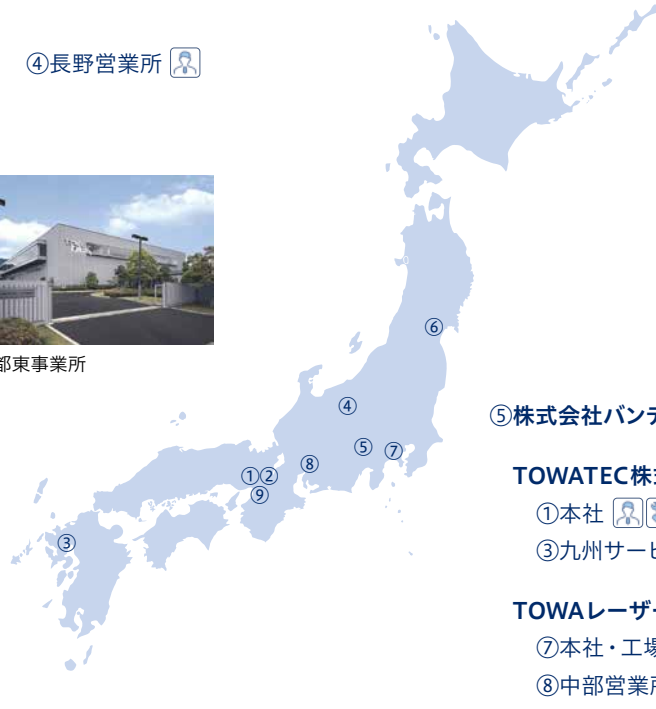 ④長野営業所
都東事業所
⑥
④
⑤
⑦
①②
⑧
⑨
③
⑤株式会社バンテ
TOWATEC株式
①本社
③九州サービ
TOWAレーザー
⑦本社・工場
⑧中部営業所